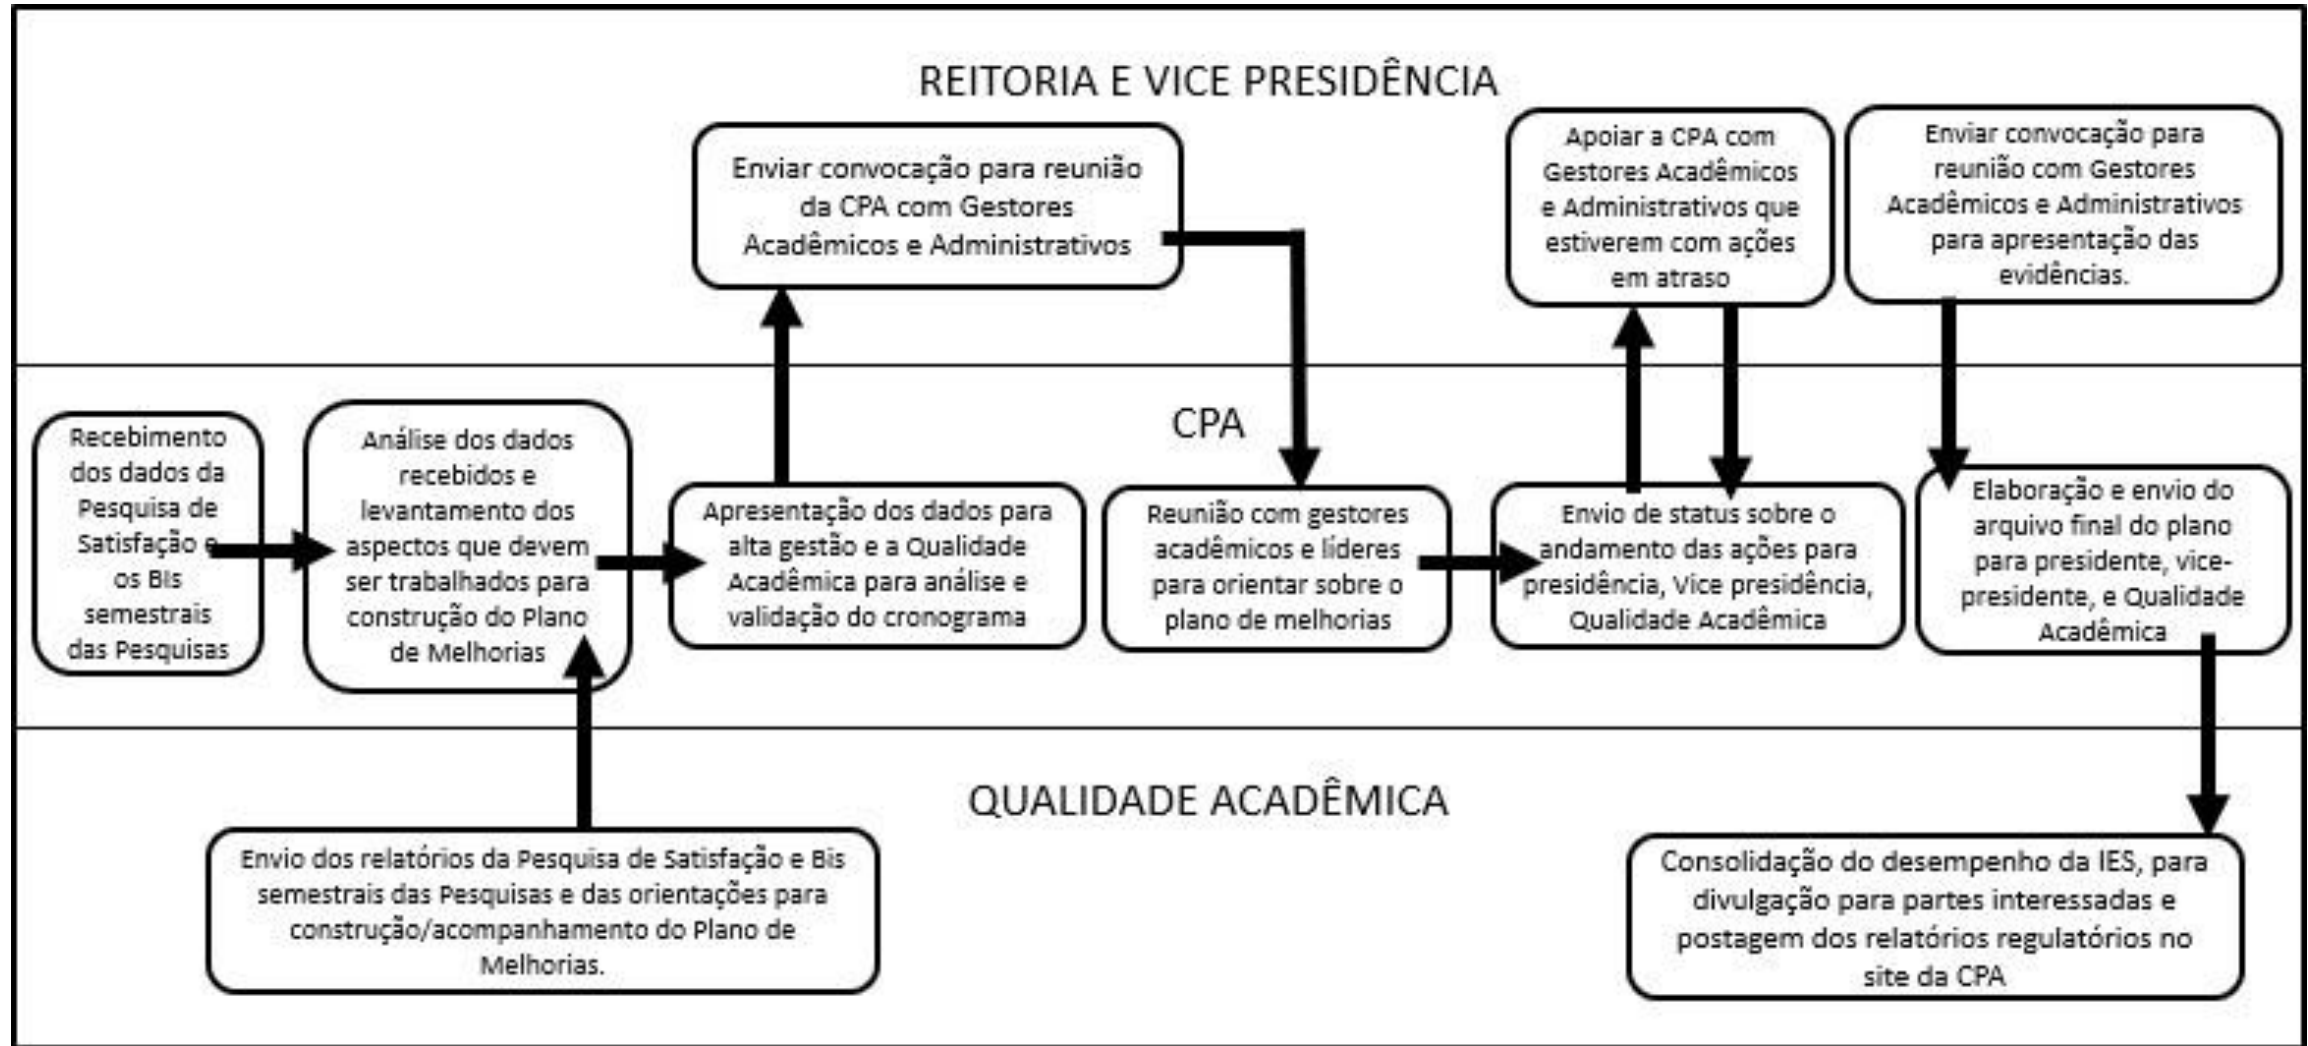 REITORIA E VICE PRESIDÊNCIA
Enviar convocação para reunião
da CPA com Gestores
Acadêmicos e Administrativos
Apoiar a CPA com
Gestores Acadêmicos
e Administrativos que
estiverem com ações
em atraso
Enviar convocação para
reunião com Gestores
Acadêmicos e Administrativos
para apresentação das
evidências.
CPA
Recebimento
dos dados da
Pesquisa de
Satisfação e
os BIs
semestrais
das Pesquisas
Análise dos dados
recebidos e
levantamento dos
aspectos que devem
ser trabalhados para
construção do Plano
de Melhorias
Apresentação dos dados para
alta gestão e a Qualidade
Acadêmica para análise e
validação do cronograma
Reunião com gestores
acadêmicos e líderes
para orientar sobre o
plano de melhorias
Envio de status sobre o
andamento das ações para
presidência, Vice presidência,
Qualidade Acadêmica
Elaboração e envio do
arquivo final do plano
para presidente, vice-
presidente, e Qualidade
Acadêmica
QUALIDADE ACADÊMICA
Envio dos relatórios da Pesquisa de Satisfação e Bis
semestrais das Pesquisas e das orientações para
construção/acompanhamento do Plano de
Melhorias.
Consolidação do desempenho da IES, para
divulgação para partes interessadas e
postagem dos relatórios regulatórios no
site da CPA